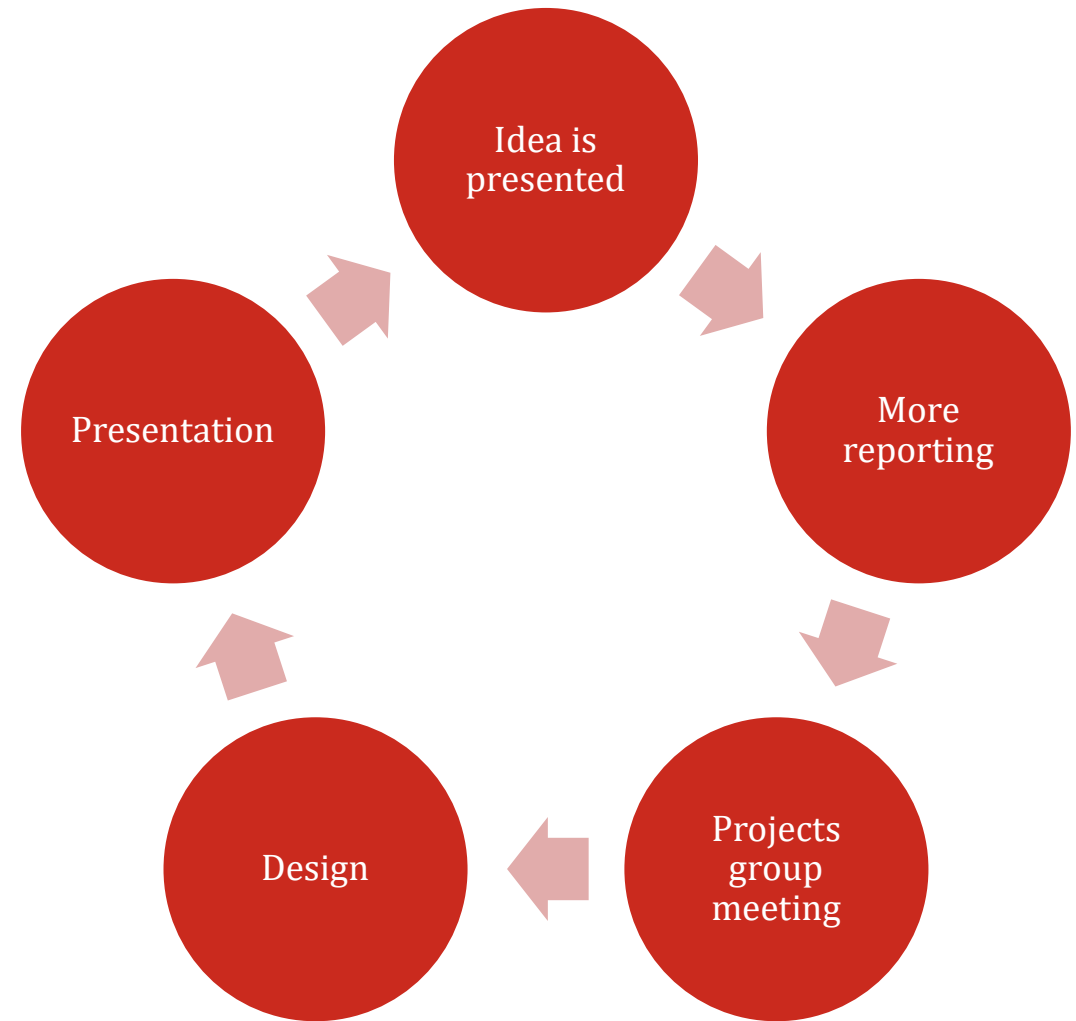 Idea is
presented
More
reporting
Projects
group
meeting
Design
Presentation